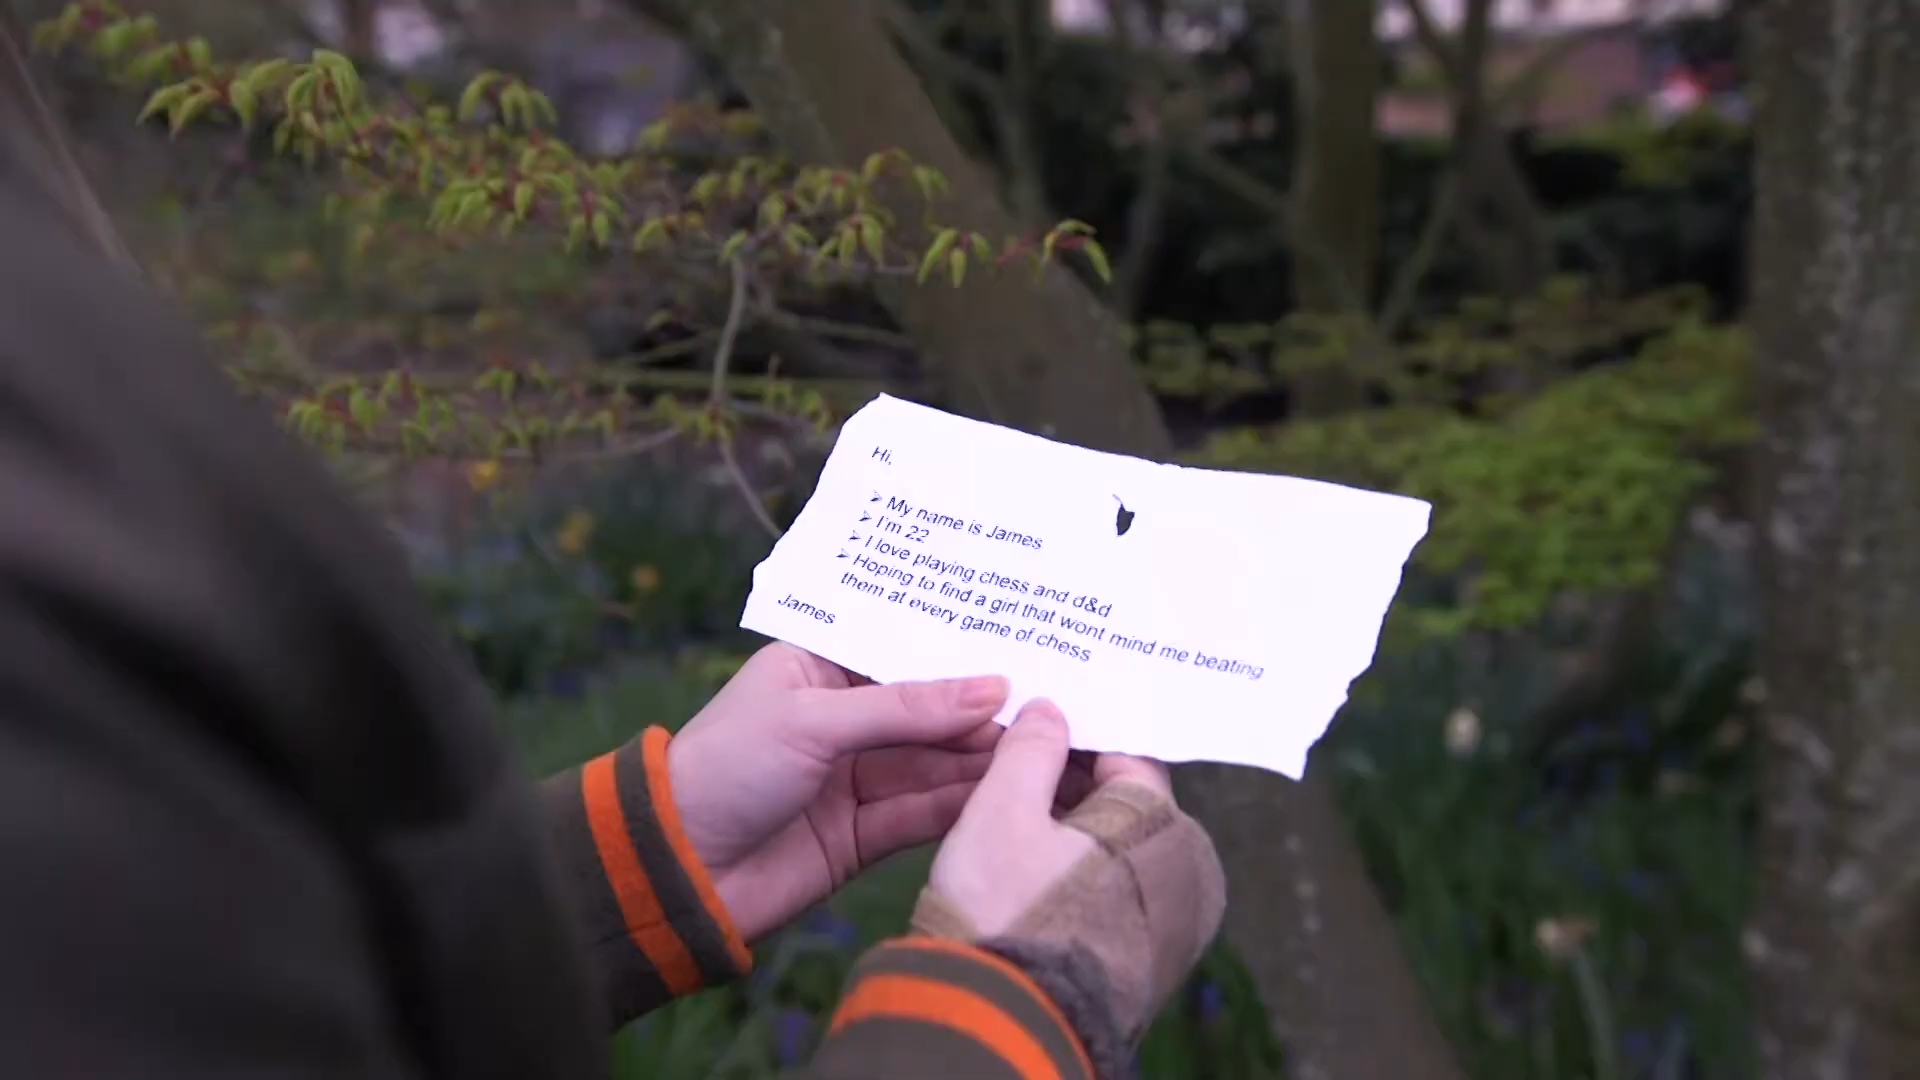 Hi,
➢ My name is James
➢ I'm 22
➢ I love playing chess and d&d
➢ Hoping to find a girl that wont mind me beating
them at every game of chess
James